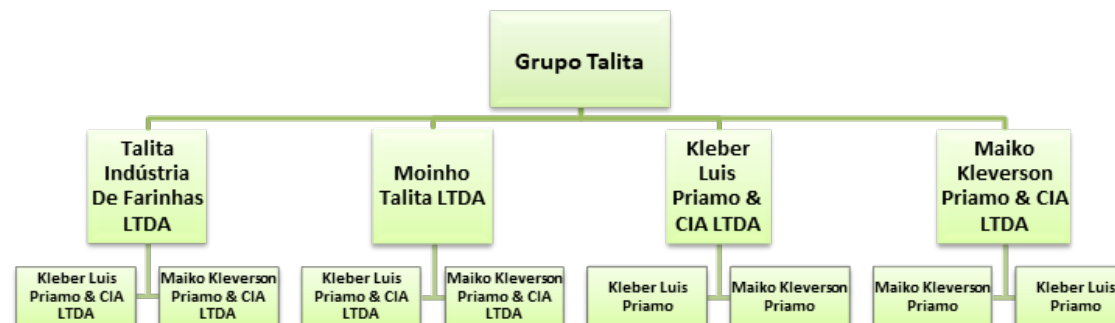 Grupo Talita
Talita
Indústria
De Farinhas
LTDA
Moinho
Talita LTDA
Kleber
Luis
Priamo &
CIA LTDA
Maiko
Kleverson
Priamo & CIA
LTDA
Kleber Luis
Priamo & CIA
LTDA
Maiko Kleverson
Priamo & CIA
LTDA
Kleber Luis
Priamo & CIA
LTDA
Maiko Kleverson
Priamo & CIA
LTDA
Kleber Luis
Priamo
Maiko Kleverson
Priamo
Maiko Kleverson
Priamo
Kleber Luis
Priamo